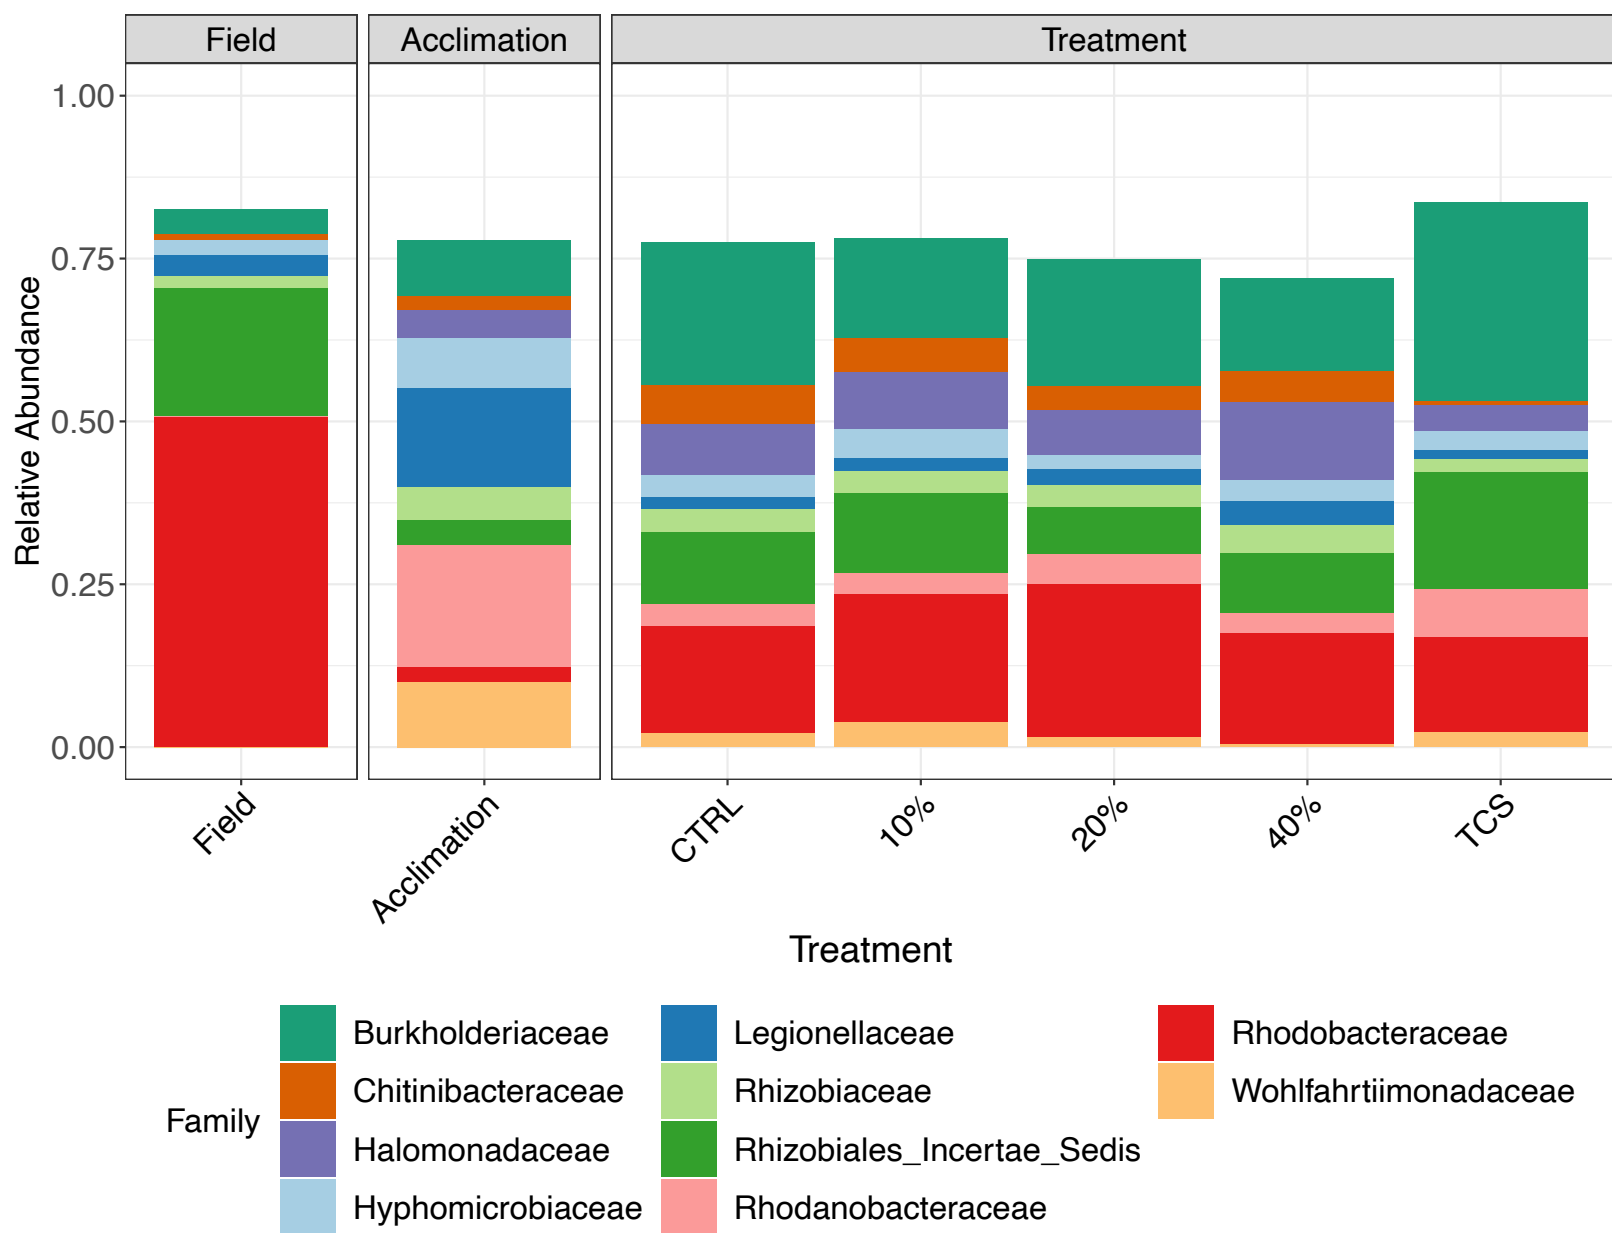 Field
Acclimation
Treatment
1.00
0.75
0.50
0.25
0.00
Relative Abundance
Field
Acclimation
CTRL
10%
20%
40%
TCS
Treatment
Family
Burkholderiaceae
Chitinibacteraceae
Halomonadaceae
Hyphomicrobiaceae
Legionellaceae
Rhizobiaceae
Rhizobiales_Incertae_Sedis
Rhodanobacteraceae
Rhodobacteraceae
Wohlfahrtiimonadaceae